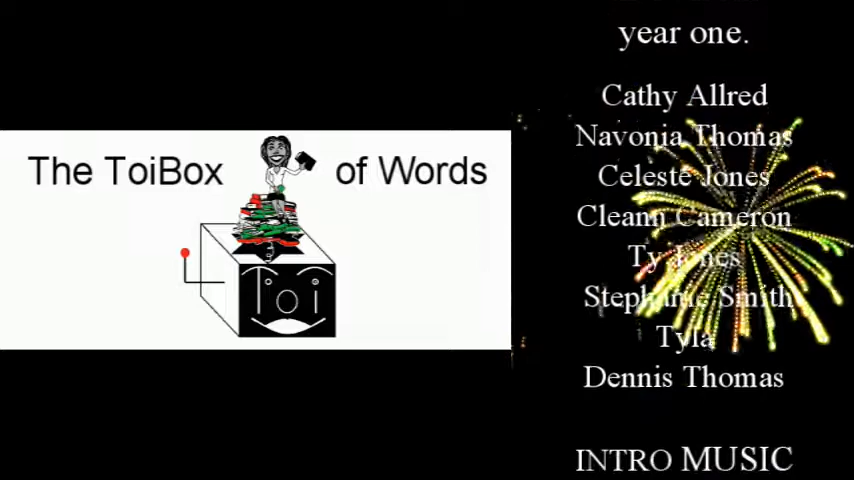 The ToiBox of Words
Toi
year one.
Cathy Allred
Navonia Thomas
Celeste Jones
Cleann Cameron
Ty Jones
Stephanie Smith
Tyla
Dennis Thomas
INTRO MUSIC